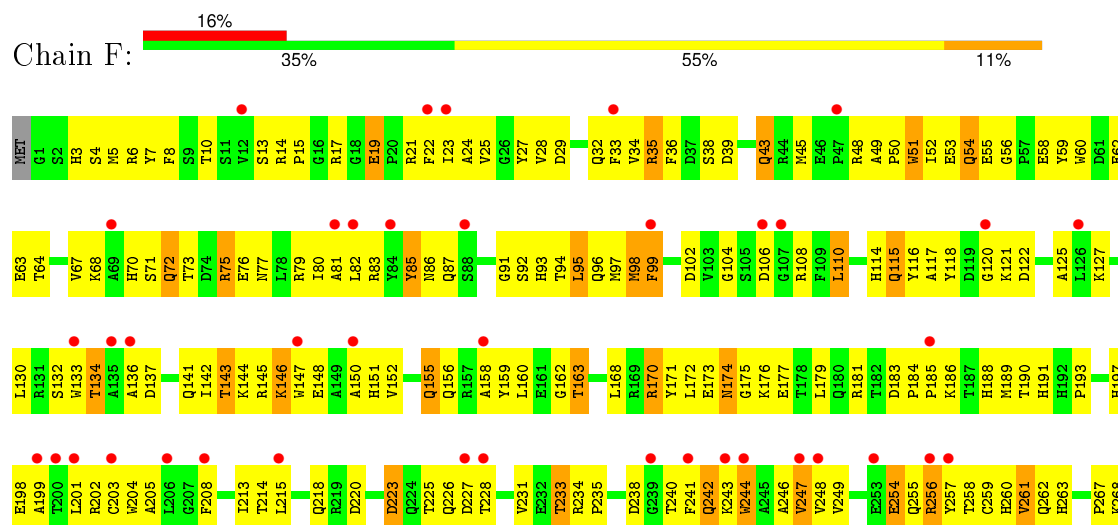 16%
Chain F:
35% 55% 11%
MET G1 S2 H3 S4 M5 R6 Y7 F8 S9 T10 S11 V12 S13 R14 P15 G16 R17 G18 E19 P20 R21 F22 I23 A24 V25 G26 Y27 V28 D29 Q32 F33 V34 R35 F36 D37 S38 D39 Q43 R44 M45 E46 P47 R48 A49 P50 W51 I52 E53 Q54 E55 G56 P57 E58 Y59 W60 D61
E63 T64 V67 K68 A69 H70 S71 Q72 T73 D74 R75 E76 N77 L78 R79 I80 A81 L82 R83 Y84 Y85 N86 Q87 S88 G91 S92 H93 T94 L95 Q96 M97 M98 F99 D102 V103 G104 S105 D106 G107 R108 F109 L110 H114 Q115 Y116 A117 Y118 D119 G120 K121 D122 A125 L126 K127
L130 R131 S132 W133 T134 A135 A136 D137 Q141 I142 T143 K144 R145 K146 W147 E148 A149 A150 H151 V152 Q155 Q156 R157 A158 Y159 L160 E161 G162 T163 L168 R169 R170 Y171 L172 E173 N174 G175 K176 E177 T178 L179 Q180 R181 T182 D183 P184 P185 K186 T187 H188 M189 T190 H191 H192 P193
E198 A199 T200 L201 R202 C203 W204 A205 L206 G207 F208 I213 T214 L215 Q218 R219 D220 D223 Q224 T225 Q226 D227 T228 V231 E232 T233 R234 P235 D238 G239 T240 F241 Q242 K243 W244 A245 A246 V247 V248 V249 E253 E254 Q255 R256 Y257 T258 C259 H260 V261 Q262 H263 P267